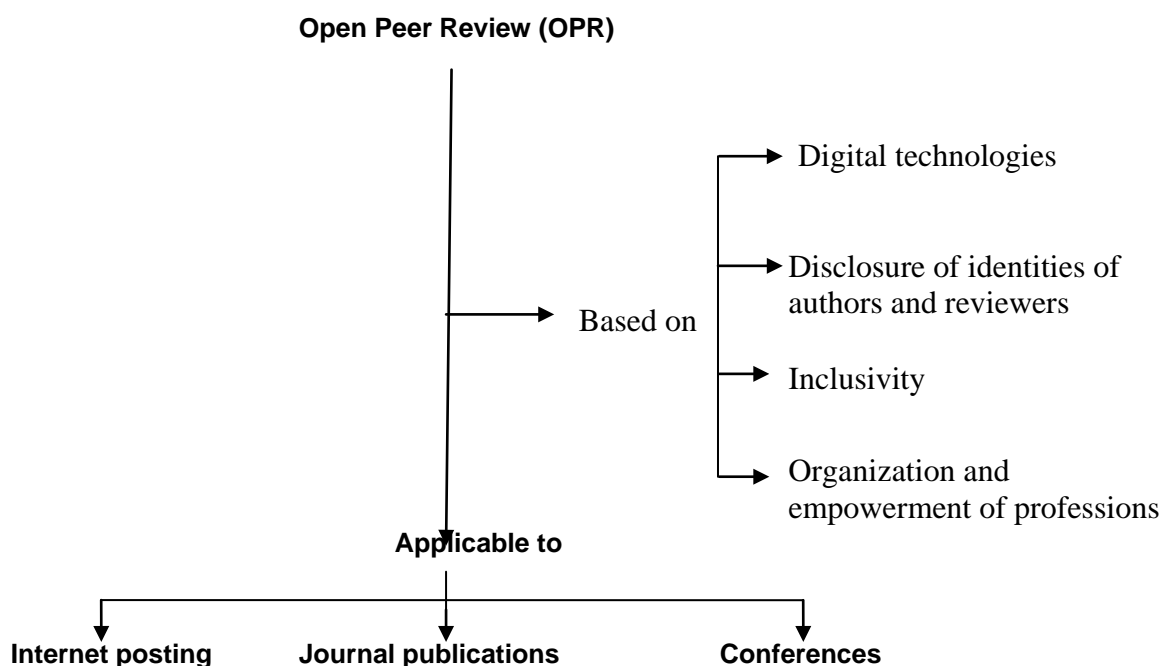 Open Peer Review (OPR)
Digital technologies
Disclosure of identities of
authors and reviewers
Based on
Inclusivity
Organization and
empowerment of professions
Applicable to
Internet posting
Journal publications
Conferences